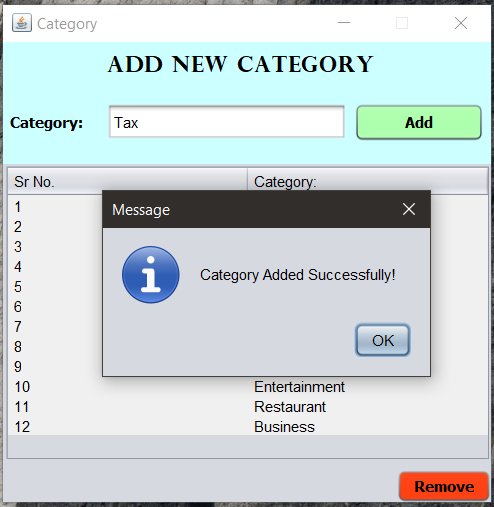 Category
ADD NEW CATEGORY
Category: Tax Add
Sr No. Category:
1
Message
2
3
4
Category Added Successfully!
5
6
7
OK
8
9
10 Entertainment
11 Restaurant
12 Business
Remove